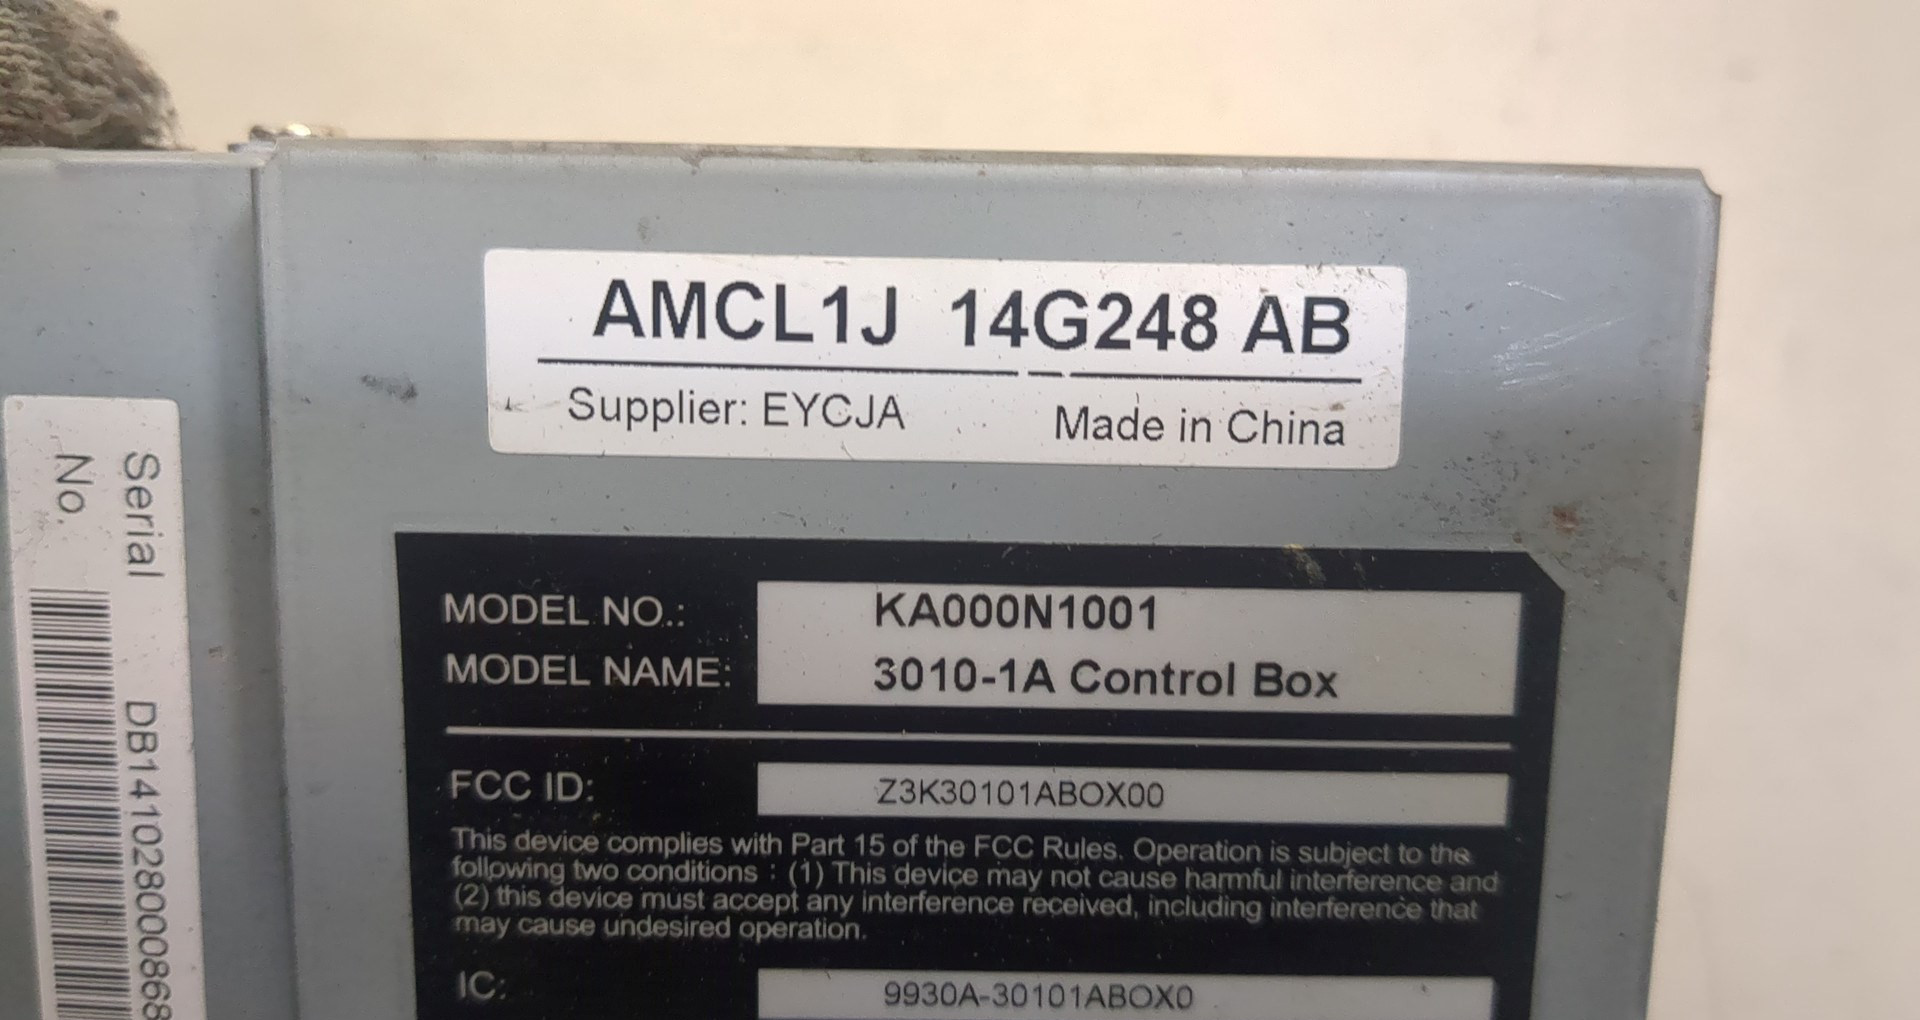 AMCL1J 14G248 AB
Supplier: EYCJA Made in China
Serial
No.
DB14102800868
MODEL NO.: KA000N1001
MODEL NAME: 3010-1A Control Box
FCC ID: Z3K30101ABOX00
This device complies with Part 15 of the FCC Rules. Operation is subject to the
following two conditions : (1) This device may not cause harmful interference and
(2) this device must accept any interference received, including interference that
may cause undesired operation.
IC: 9930A-30101ABOX0